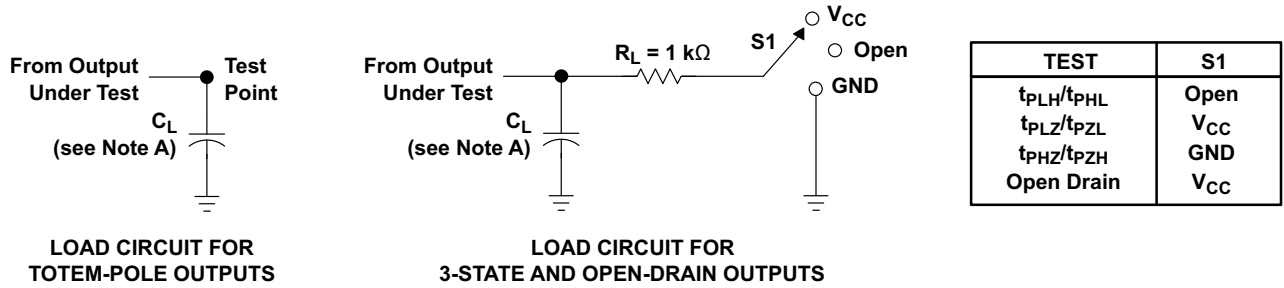 From Output
Under Test
Test
Point
C_L
(see Note A)
LOAD CIRCUIT FOR
TOTEM-POLE OUTPUTS
From Output
Under Test
R_L = 1 kΩ
S1
V_CC
Open
GND
C_L
(see Note A)
LOAD CIRCUIT FOR
3-STATE AND OPEN-DRAIN OUTPUTS
TEST S1
t_PLH/t_PHL Open
t_PLZ/t_PZL V_CC
t_PHZ/t_PZH GND
Open Drain V_CC